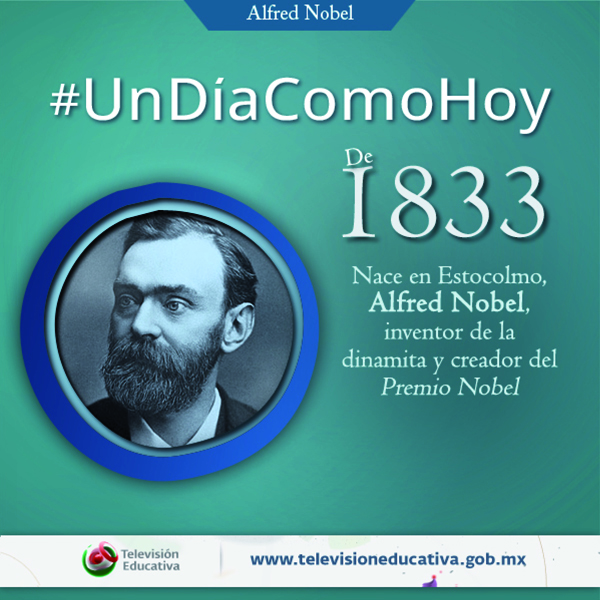 Alfred Nobel
#UnDíaComoHoy
De
1833
Nace en Estocolmo,
Alfred Nobel,
inventor de la
dinamita y creador del
Premio Nobel
Televisión
Educativa
www.televisioneducativa.gob.mx